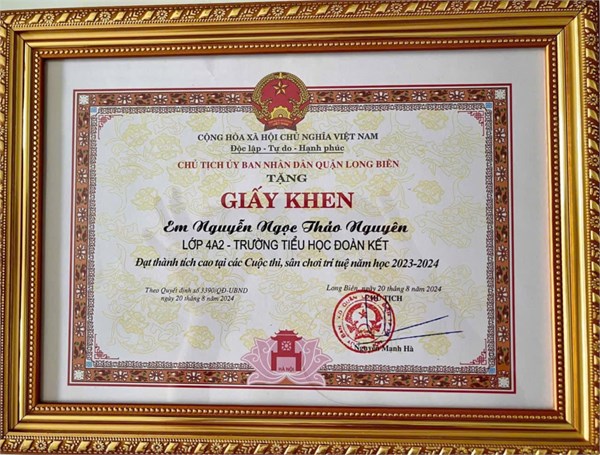 CỘNG HÒA XÃ HỘI CHỦ NGHĨA VIỆT NAM
Độc lập - Tự do - Hạnh phúc
CHỦ TỊCH ỦY BAN NHÂN DÂN QUẬN LONG BIÊN
TẶNG
GIẤY KHEN
Em Nguyễn Ngọc Thảo Nguyên
LỚP 4A2 - TRƯỜNG TIỂU HỌC ĐOÀN KẾT
Đạt thành tích cao tại các Cuộc thi, sân chơi trí tuệ năm học 2023-2024
Theo Quyết định số 3390/QĐ-UBND
ngày 20 tháng 8 năm 2024
Long Biên, ngày 20 tháng 8 năm 2024
CHỦ TỊCH
Nguyễn Mạnh Hà
HÀ NỘI